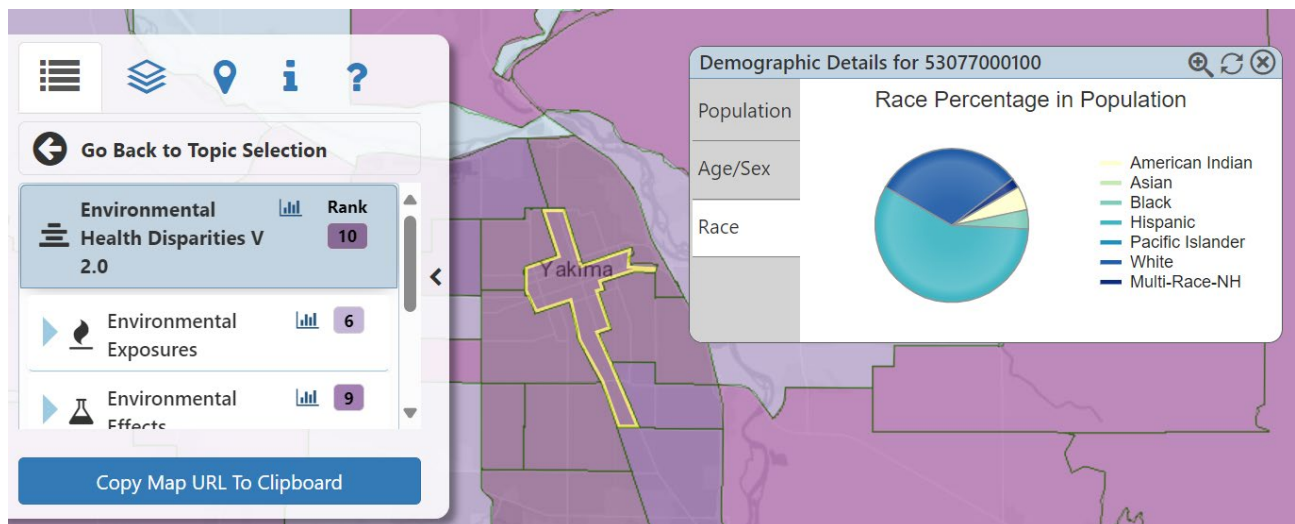 Go Back to Topic Selection
Environmental
Health Disparities V
2.0
Rank
10
Environmental
Exposures
6
Environmental
Effects
9
Copy Map URL To Clipboard
Yakima
Demographic Details for 53077000100
Population
Age/Sex
Race
Race Percentage in Population
American Indian
Asian
Black
Hispanic
Pacific Islander
White
Multi-Race-NH